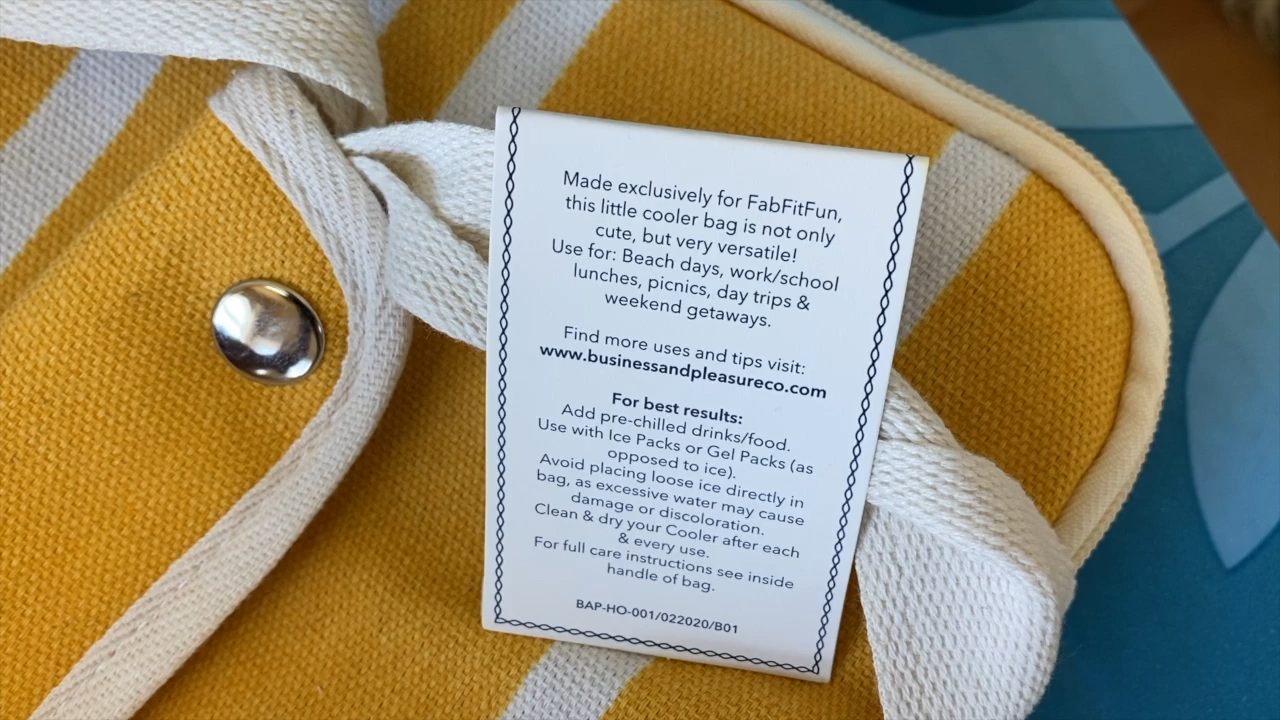 Made exclusively for FabFitFun,
this little cooler bag is not only
cute, but very versatile!
Use for: Beach days, work/school
lunches, picnics, day trips &
weekend getaways.
Find more uses and tips visit:
www.businessandpleasureco.com
For best results:
Add pre-chilled drinks/food.
Use with Ice Packs or Gel Packs (as
opposed to ice).
Avoid placing loose ice directly in
bag, as excessive water may cause
damage or discoloration.
Clean & dry your Cooler after each
& every use.
For full care instructions see inside
handle of bag.
BAP-HO-001/022020/B01